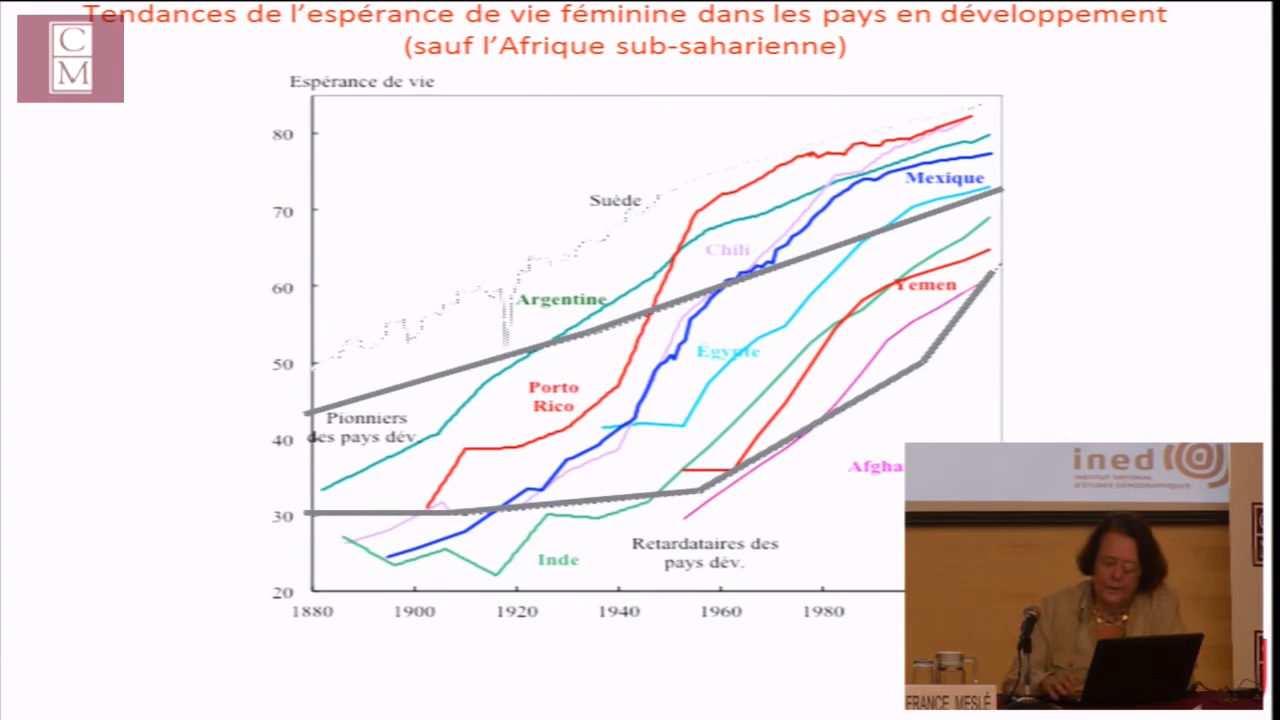 Tendances de l’espérance de vie féminine dans les pays en développement
(sauf l’Afrique sub-saharienne)
C
M
Espérance de vie
80
70
60
50
40
30
20
1880
1900
1920
1940
1960
1980
Suède
Mexique
Chili
Argentine
Yemen
Égypte
Porto
Rico
Pionniers
des pays dév.
Afgha
Inde
Retardataires des
pays dév.
ined
INSTITUT NATIONAL
D'ÉTUDES DÉMOGRAPHIQUES
FRANCE MESLÉ